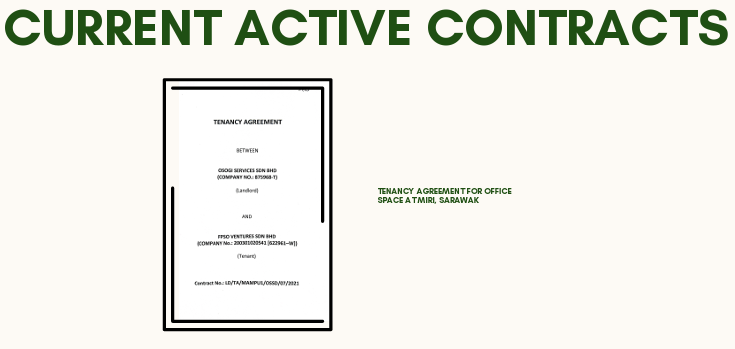 CURRENT ACTIVE CONTRACTS
TENANCY AGREEMENT
BETWEEN
OSOGI SERVICES SDN BHD
(COMPANY NO.: 875968-T)
(Landlord)
AND
FPSO VENTURES SDN BHD
(COMPANY No.: 200301020541 [622961-W])
(Tenant)
Contract No.: LD/TA/MAMPU1/OSSD/07/2021
TENANCY AGREEMENT FOR OFFICE
SPACE AT MIRI, SARAWAK